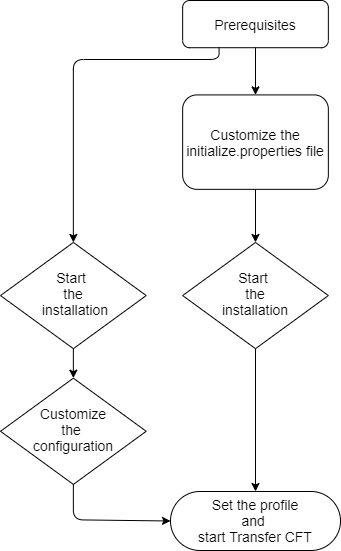 Prerequisites
Customize the
initialize.properties file
Start
the
installation
Start
the
installation
Customize
the
configuration
Set the profile
and
start Transfer CFT